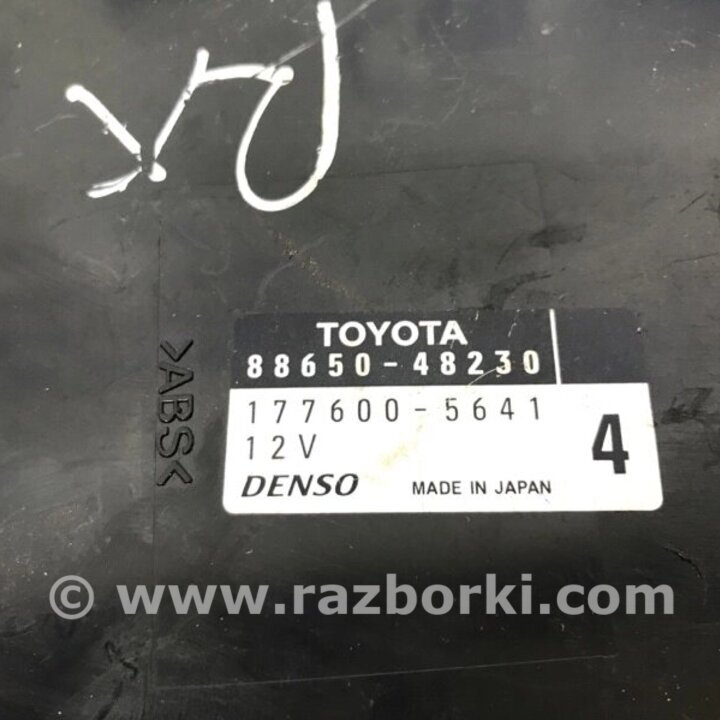 TOYOTA
88650-48230
177600-5641
12V
4
DENSO MADE IN JAPAN
>ABS<
© www.razborki.com